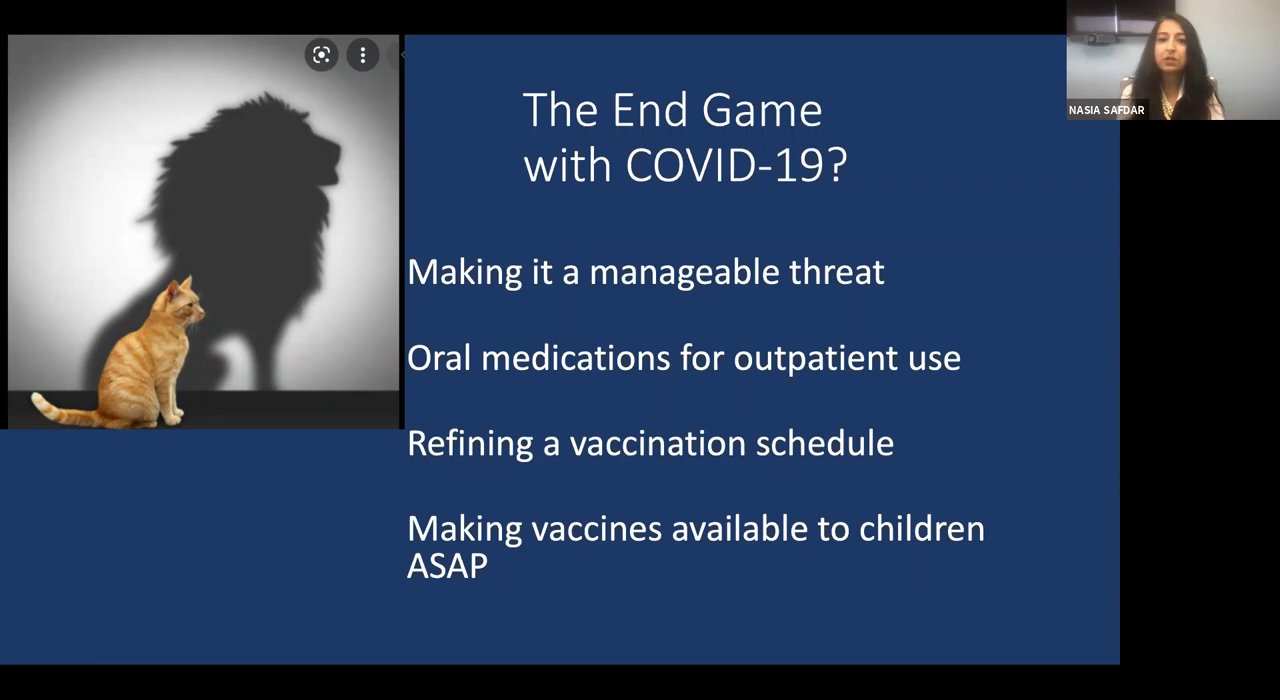 The End Game
with COVID-19?
NASIA SAFDAR
Making it a manageable threat
Oral medications for outpatient use
Refining a vaccination schedule
Making vaccines available to children
ASAP